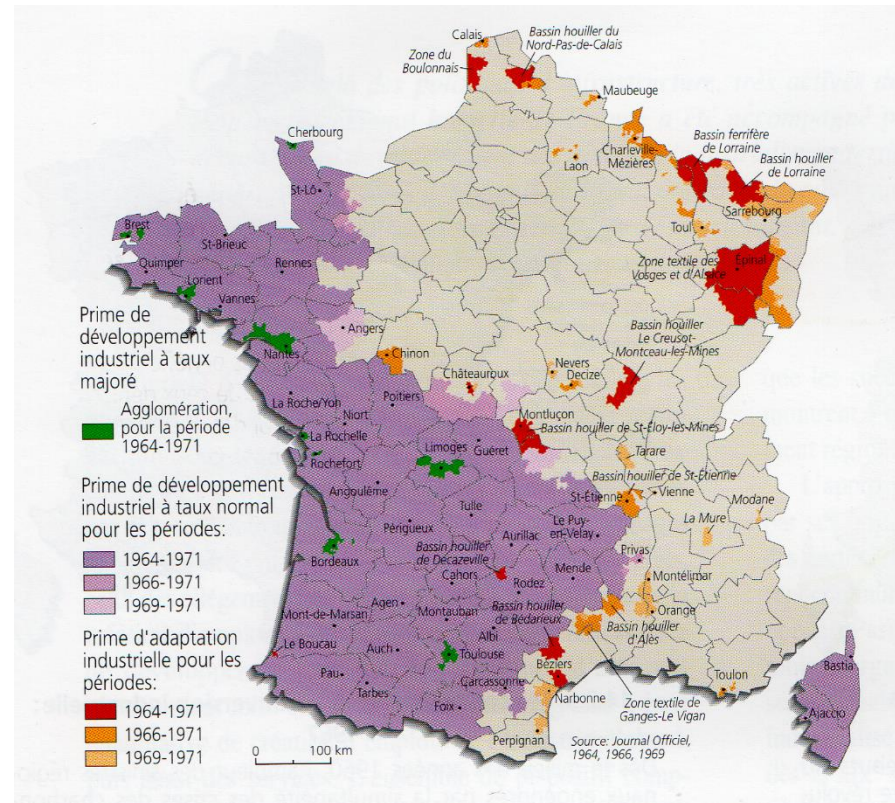 Calais
Bassin houiller du
Nord-Pas-de-Calais
Zone du
Boulonnais
Maubeuge
Cherbourg
Charleville-
Mézières
Bassin ferrifère
de Lorraine
Laon
Bassin houiller
de Lorraine
St-Lô
Sarrebourg
Toul
Brest
St-Brieuc
Quimper
Rennes
Zone textile des
Vosges et d'Alsace
Epinal
Lorient
Vannes
Bassin houiller
Le Creusot-
Montceau-les-Mines
Angers
Nantes
Chinon
Nevers
Decize
Châteauroux
Poitiers
La Roche/Yon
Niort
Montluçon
Bassin houiller de St-Éloy-les-Mines
La Rochelle
Limoges
Guéret
Rochefort
Tarare
Bassin houiller de St-Étienne
Angoulême
St-Étienne
Vienne
Modane
Tulle
Le Puy-
en-Velay
La Mure
Périgueux
Aurillac
Privas
Bordeaux
Bassin houiller
de Decazeville
Mende
Montélimar
Cahors
Rodez
Orange
Agen
Bassin houiller
de Bédarieux
Mont-de-Marsan
Montauban
Bassin houiller
d'Alès
Albi
Le Boucau
Auch
Toulouse
Béziers
Toulon
Bastia
Pau
Carcassonne
Narbonne
Zone textile de
Ganges-Le Vigan
Tarbes
Foix
Ajaccio
Perpignan
Source: Journal Officiel,
1964, 1966, 1969
Prime de
développement
industriel à taux
majoré
Agglomération,
pour la période
1964-1971
Prime de développement
industriel à taux normal
pour les périodes:
1964-1971
1966-1971
1969-1971
Prime d'adaptation
industrielle pour les
périodes:
1964-1971
1966-1971
1969-1971
0 100 km